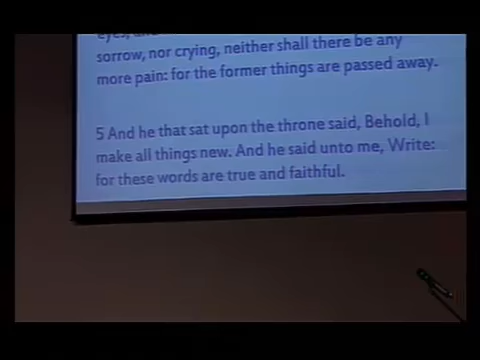 eyes, and
sorrow, nor crying, neither shall there be any
more pain: for the former things are passed away.
5 And he that sat upon the throne said, Behold, I
make all things new. And he said unto me, Write:
for these words are true and faithful.